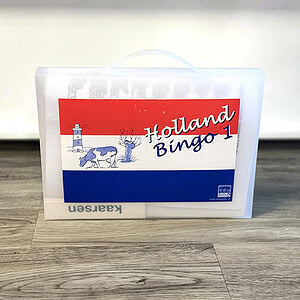 Holland
Bingo 1
kaarsen